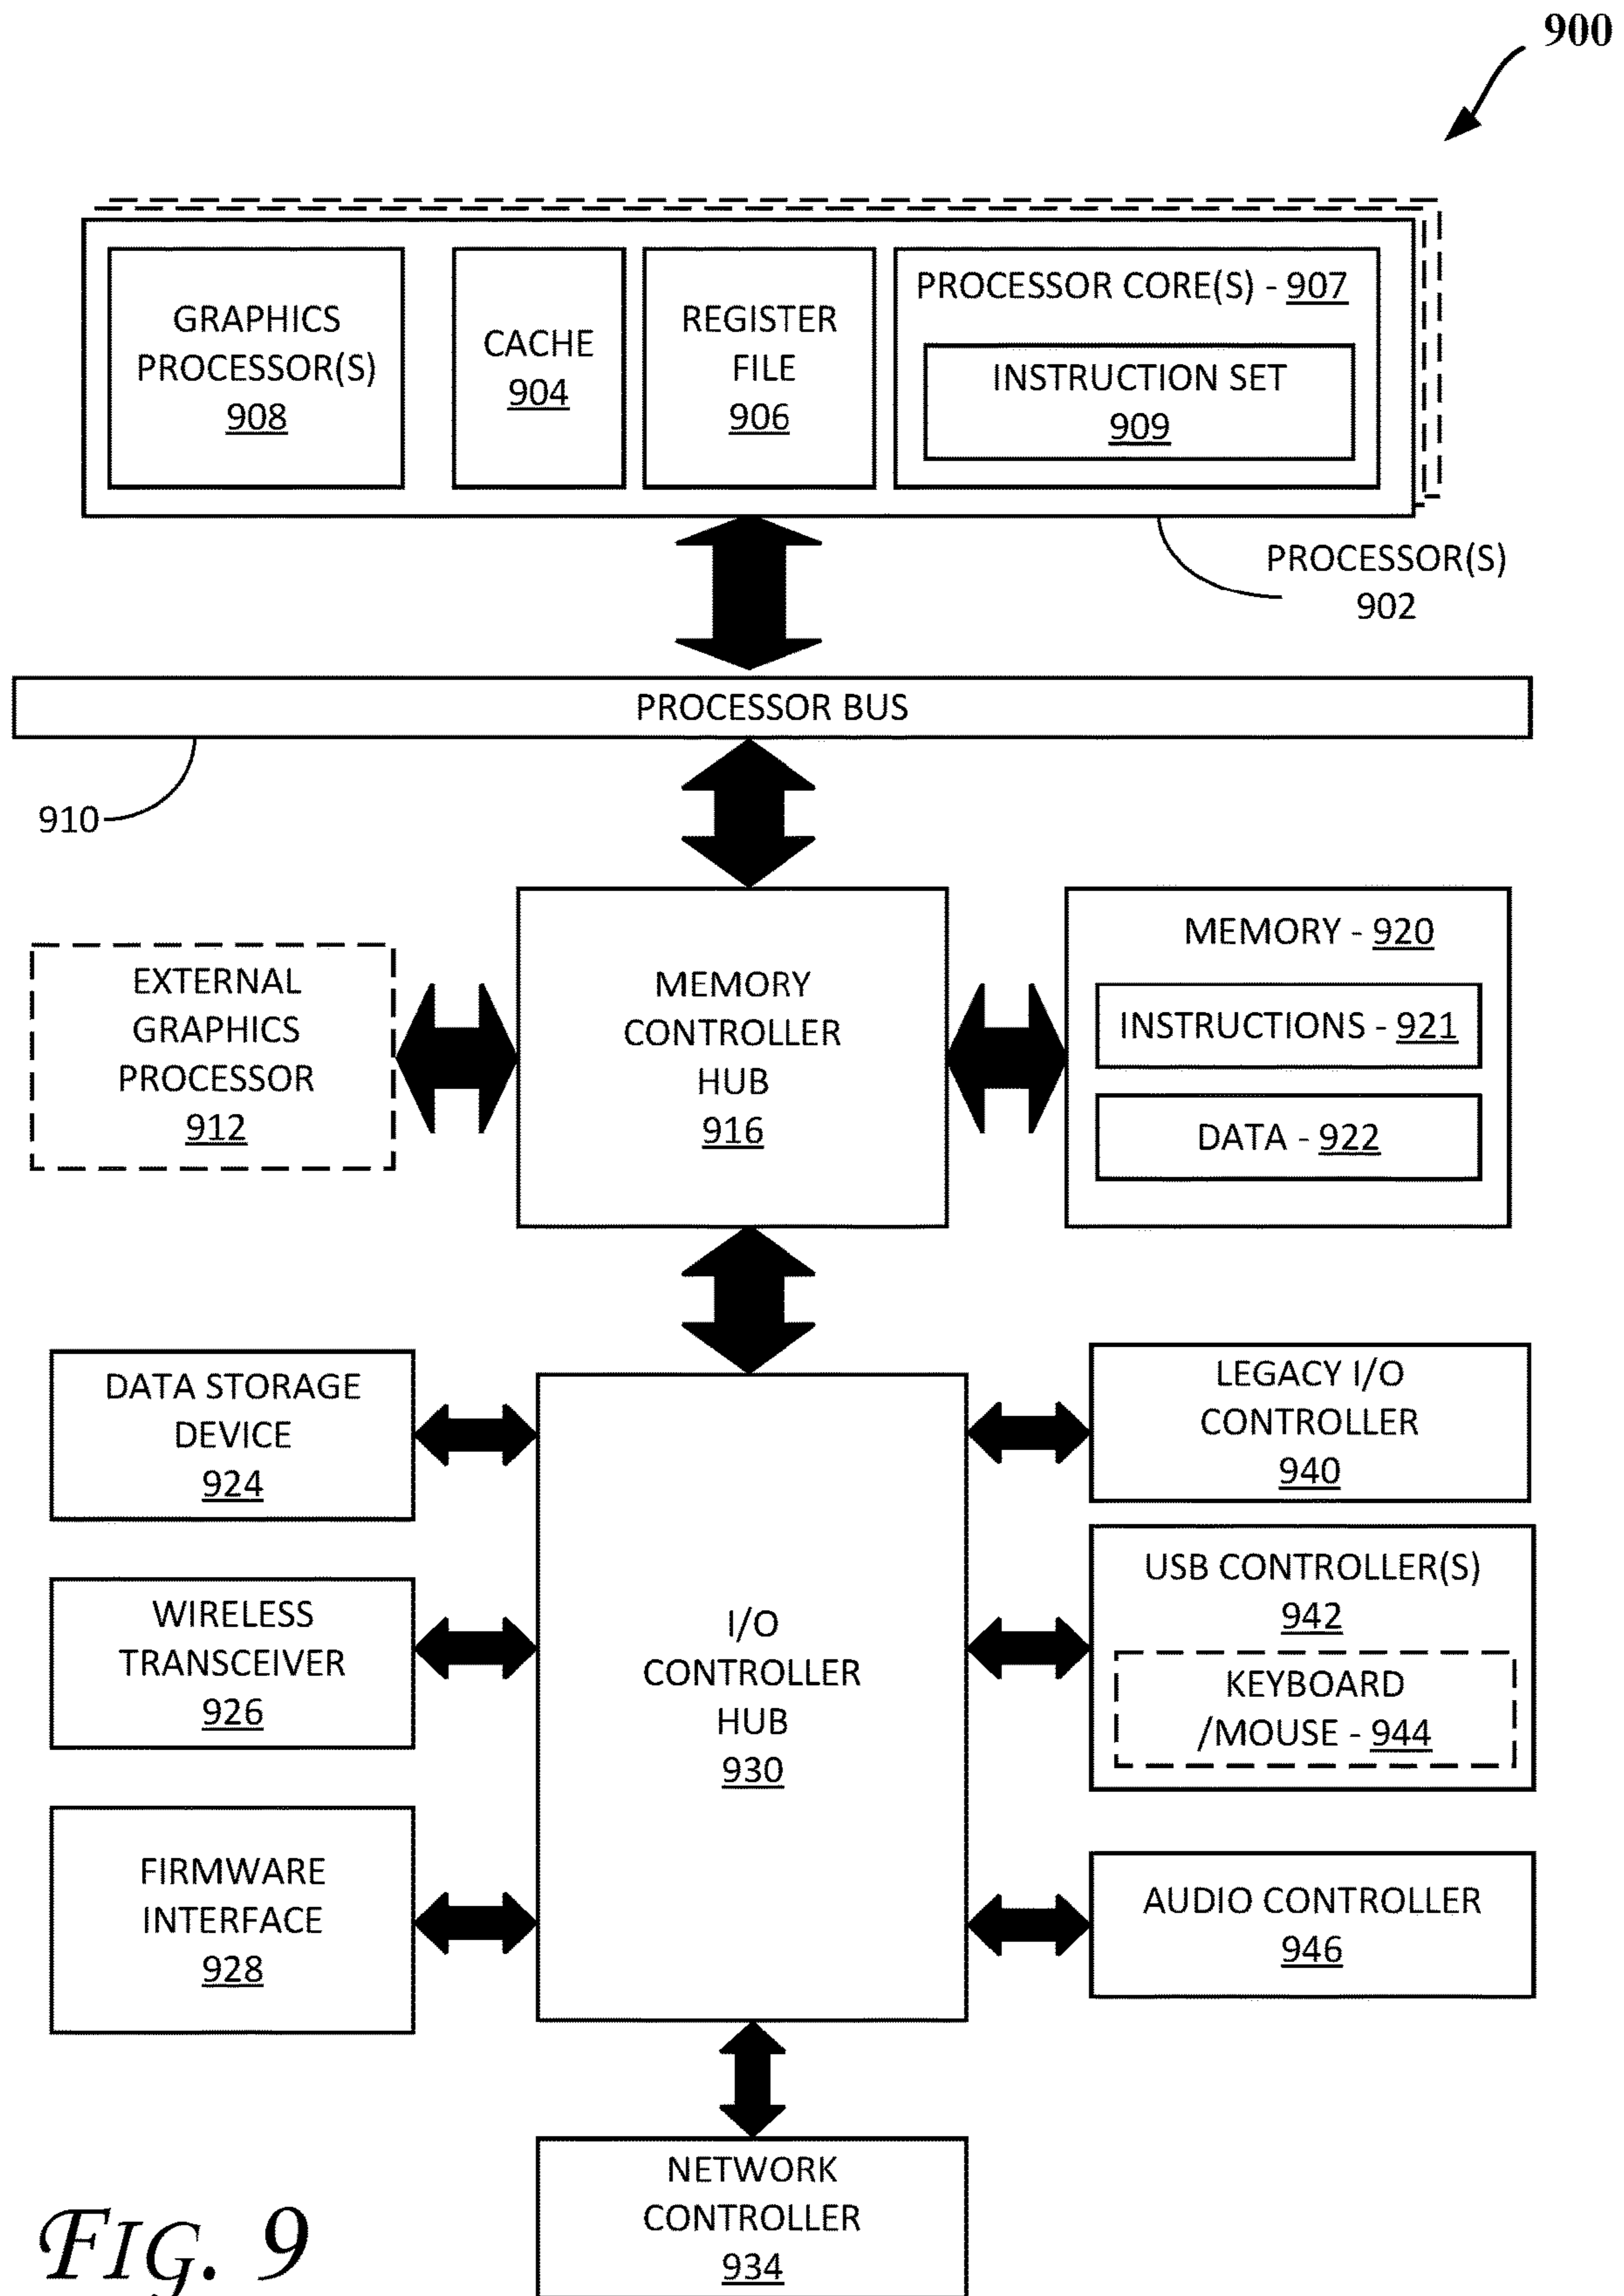 900
GRAPHICS
PROCESSOR(S)
908
CACHE
904
REGISTER
FILE
906
PROCESSOR CORE(S) - 907
INSTRUCTION SET
909
PROCESSOR(S)
902
PROCESSOR BUS
910
EXTERNAL
GRAPHICS
PROCESSOR
912
MEMORY
CONTROLLER
HUB
916
MEMORY - 920
INSTRUCTIONS - 921
DATA - 922
DATA STORAGE
DEVICE
924
WIRELESS
TRANSCEIVER
926
FIRMWARE
INTERFACE
928
I/O
CONTROLLER
HUB
930
LEGACY I/O
CONTROLLER
940
USB CONTROLLER(S)
942
KEYBOARD
/MOUSE - 944
AUDIO CONTROLLER
946
NETWORK
CONTROLLER
934
FIG. 9